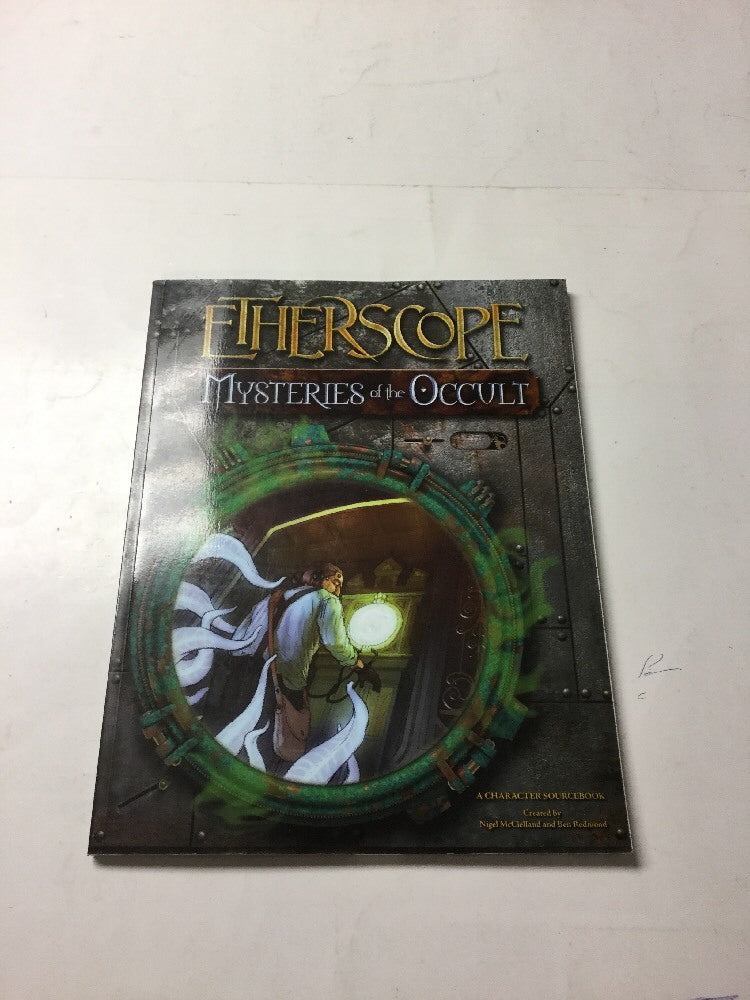 ETHERSCOPE
MYSTERIES of the OCCULT
A CHARACTER SOURCEBOOK
Created by
Nigel McClelland and Ben Redmond